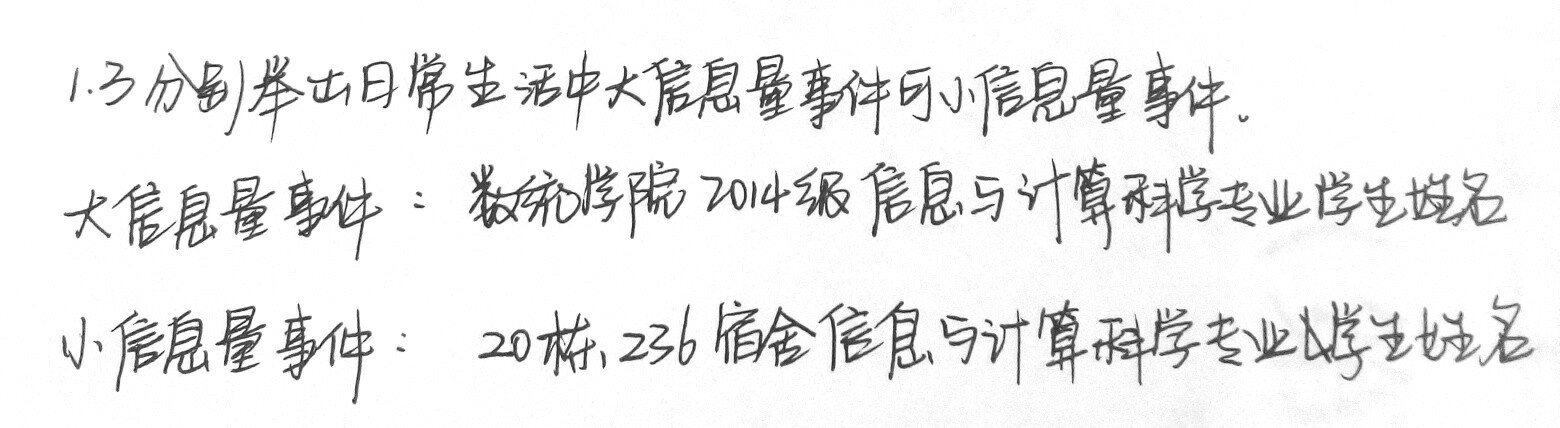 1.3分别举出日常生活中大信息量事件与小信息量事件。
大信息量事件：数统学院2014级信息与计算科学专业学生姓名
小信息量事件：20栋，236宿舍信息与计算科学专业学生姓名